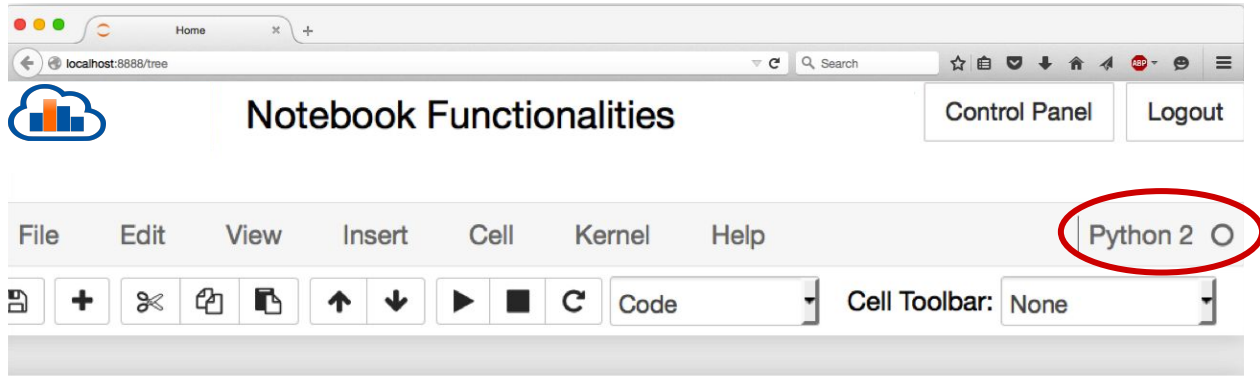 Home
localhost:8888/tree
Search
ABP
Notebook Functionalities
Control Panel
Logout
File Edit View Insert Cell Kernel Help
Python 2
Code
Cell Toolbar: None